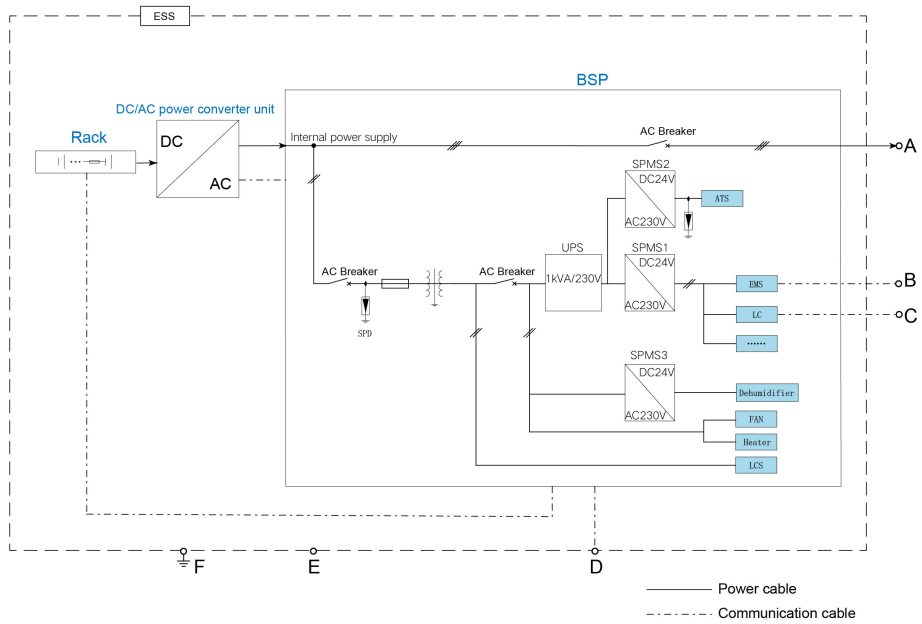 ESS
BSP
DC/AC power converter unit
Rack
DC
AC
Internal power supply
AC Breaker
A
SPMS2
DC24V
AC230V
ATS
UPS
1kVA/230V
SPMS1
DC24V
AC230V
AC Breaker
AC Breaker
SPD
EMS
B
LC
C
......
SPMS3
DC24V
AC230V
Dehumidifier
FAN
Heater
LCS
F
E
D
Power cable
Communication cable